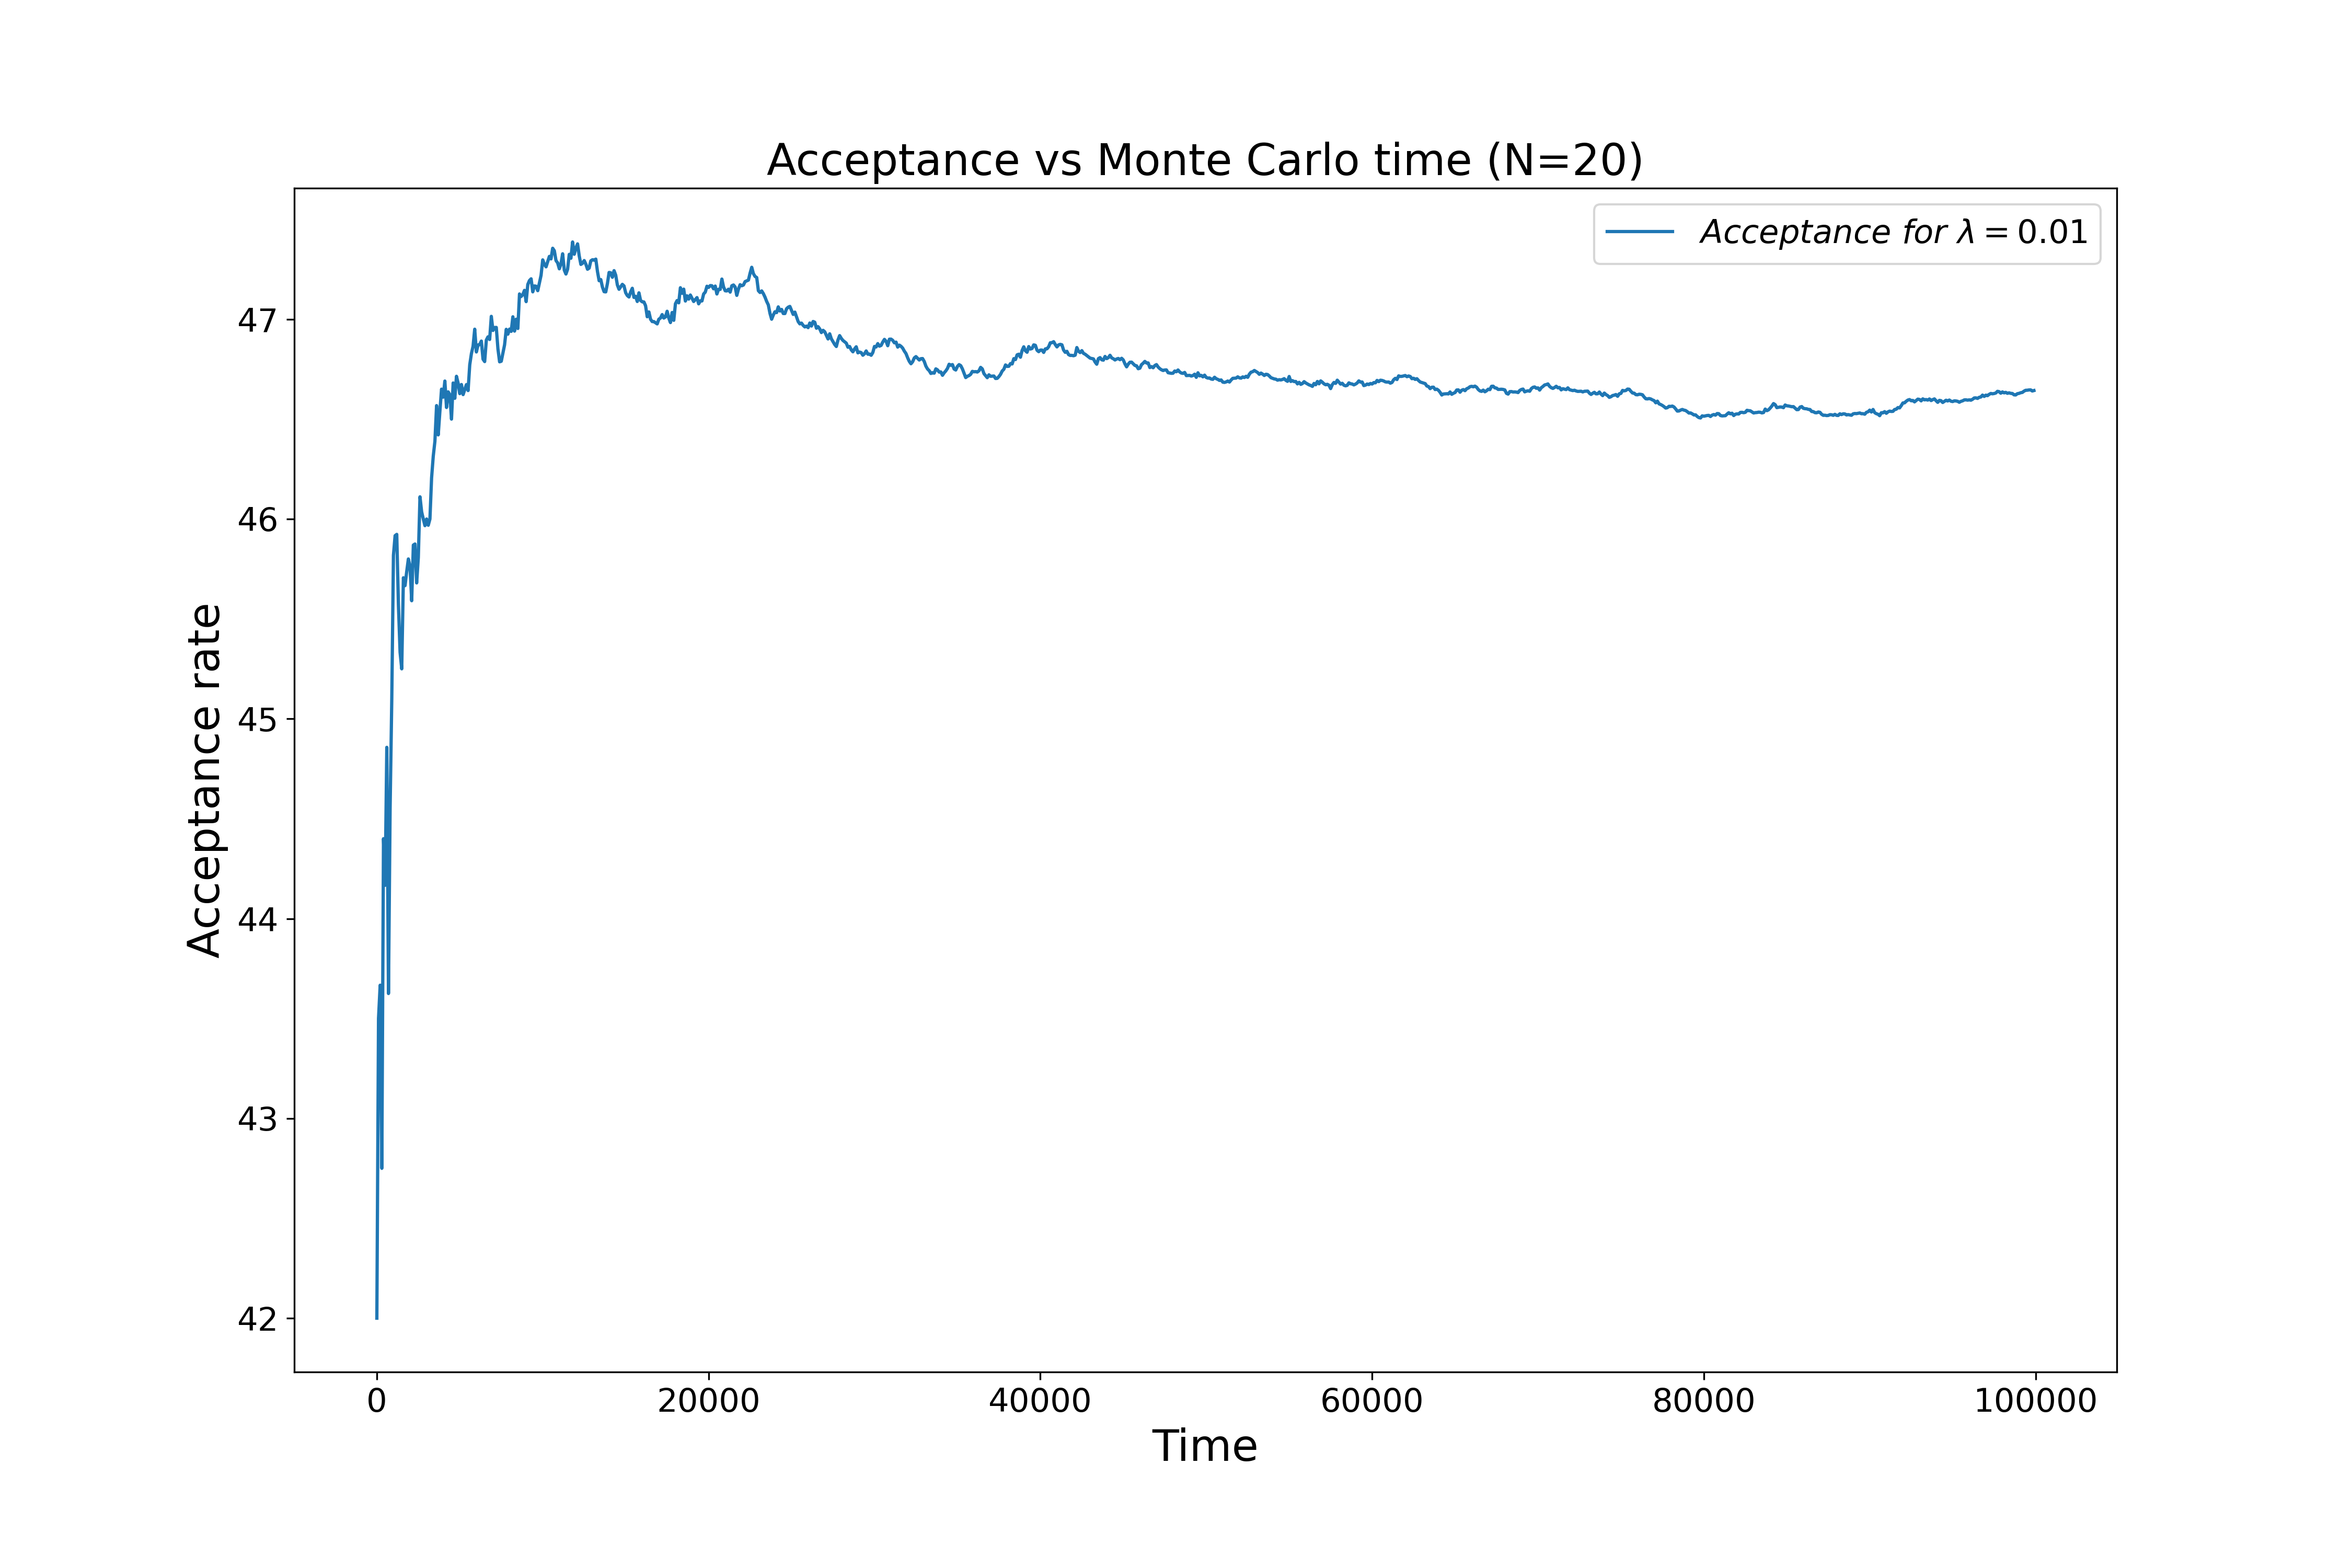 Acceptance vs Monte Carlo time (N=20)
Acceptance for λ = 0.01
Acceptance rate
47
46
45
44
43
42
0 20000 40000 60000 80000 100000
Time